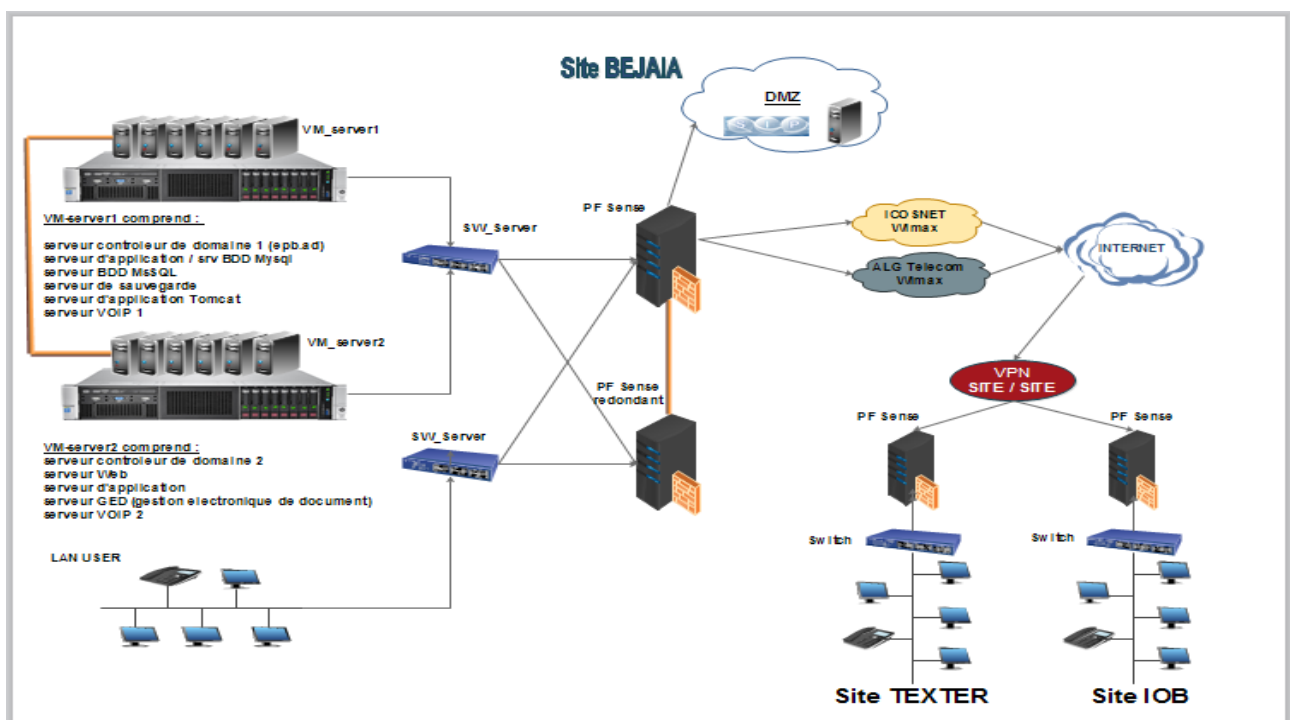 Site BEJAIA
DMZ
S I P
VM_server1
VM-server1 comprend :
serveur controleur de domaine 1 (epb.ad)
serveur d'application / srv BDD Mysql
serveur BDD MsSQL
serveur de sauvegarde
serveur d'application Tomcat
serveur VOIP 1
SW_Server
PF Sense
ICOSNET
Wimax
ALG Telecom
Wimax
INTERNET
VM_server2
PF Sense
redondant
VPN
SITE / SITE
PF Sense
PF Sense
SW_Server
VM-server2 comprend :
serveur controleur de domaine 2
serveur Web
serveur d'application
serveur GED (gestion electronique de document)
serveur VOIP 2
LAN USER
Switch
Switch
Site TEXTER
Site IOB